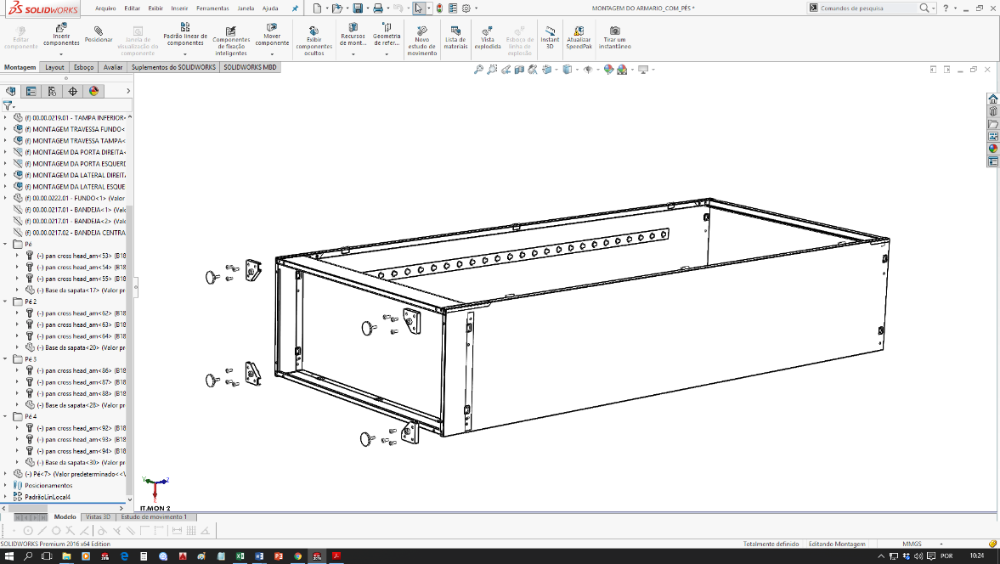 SOLIDWORKS
Arquivo Editar Exibir Inserir Ferramentas Janela Ajuda
MONTAGEM DO ARMARIO_COM_PÉS *
Comandos de pesquisa
Editar componente
Inserir componentes
Posicionar
Janela de visualização do componente
Padrão linear de componentes
Componentes de fixação inteligentes
Mover componente
Exibir componentes ocultos
Recursos de mont...
Geometria de refer...
Novo estudo de movimento
Lista de materiais
Vista explodida
Esboço de linha de explosão
Instant 3D
Atualizar SpeedPak
Tirar um instantâneo
Montagem Layout Esboço Avaliar Suplementos do SOLIDWORKS SOLIDWORKS MBD
(f) 00.00.0219.01 - TAMPA INFERIOR<
(f) MONTAGEM TRAVESSA FUNDO<
(f) MONTAGEM TRAVESSA TAMPA<
(f) MONTAGEM DA PORTA DIREITA<
(f) MONTAGEM DA PORTA ESQUERD
(f) MONTAGEM DA LATERAL DIREITA
(f) MONTAGEM DA LATERAL ESQUE
(f) 00.00.0222.01 - FUNDO<1> (Valor
(f) 00.00.0217.01 - BANDEJA<1> (Valo
(f) 00.00.0217.01 - BANDEJA<2> (Valo
(f) 00.00.0217.02 - BANDEJA CENTRA
Pé
(-) pan cross head_am<53> (B18
(-) pan cross head_am<54> (B18
(-) pan cross head_am<55> (B18
(-) Base da sapata<17> (Valor pr
Pé 2
(-) pan cross head_am<62> (B18
(-) pan cross head_am<63> (B18
(-) pan cross head_am<64> (B18
(-) Base da sapata<20> (Valor pr
Pé 3
(-) pan cross head_am<86> (B18
(-) pan cross head_am<87> (B18
(-) pan cross head_am<88> (B18
(-) Base da sapata<28> (Valor pr
Pé 4
(-) pan cross head_am<92> (B18
(-) pan cross head_am<93> (B18
(-) pan cross head_am<94> (B18
(-) Base da sapata<30> (Valor pr
(-) Pé<7> (Valor predeterminado<<V
Posicionamentos
PadrãoLinLocal4
Y Z
X
IT.MON 2
Modelo Vistas 3D Estudo de movimento 1
SOLIDWORKS Premium 2016 x64 Edition
Totalmente definido Editando Montagem MMGS
POR 10:24